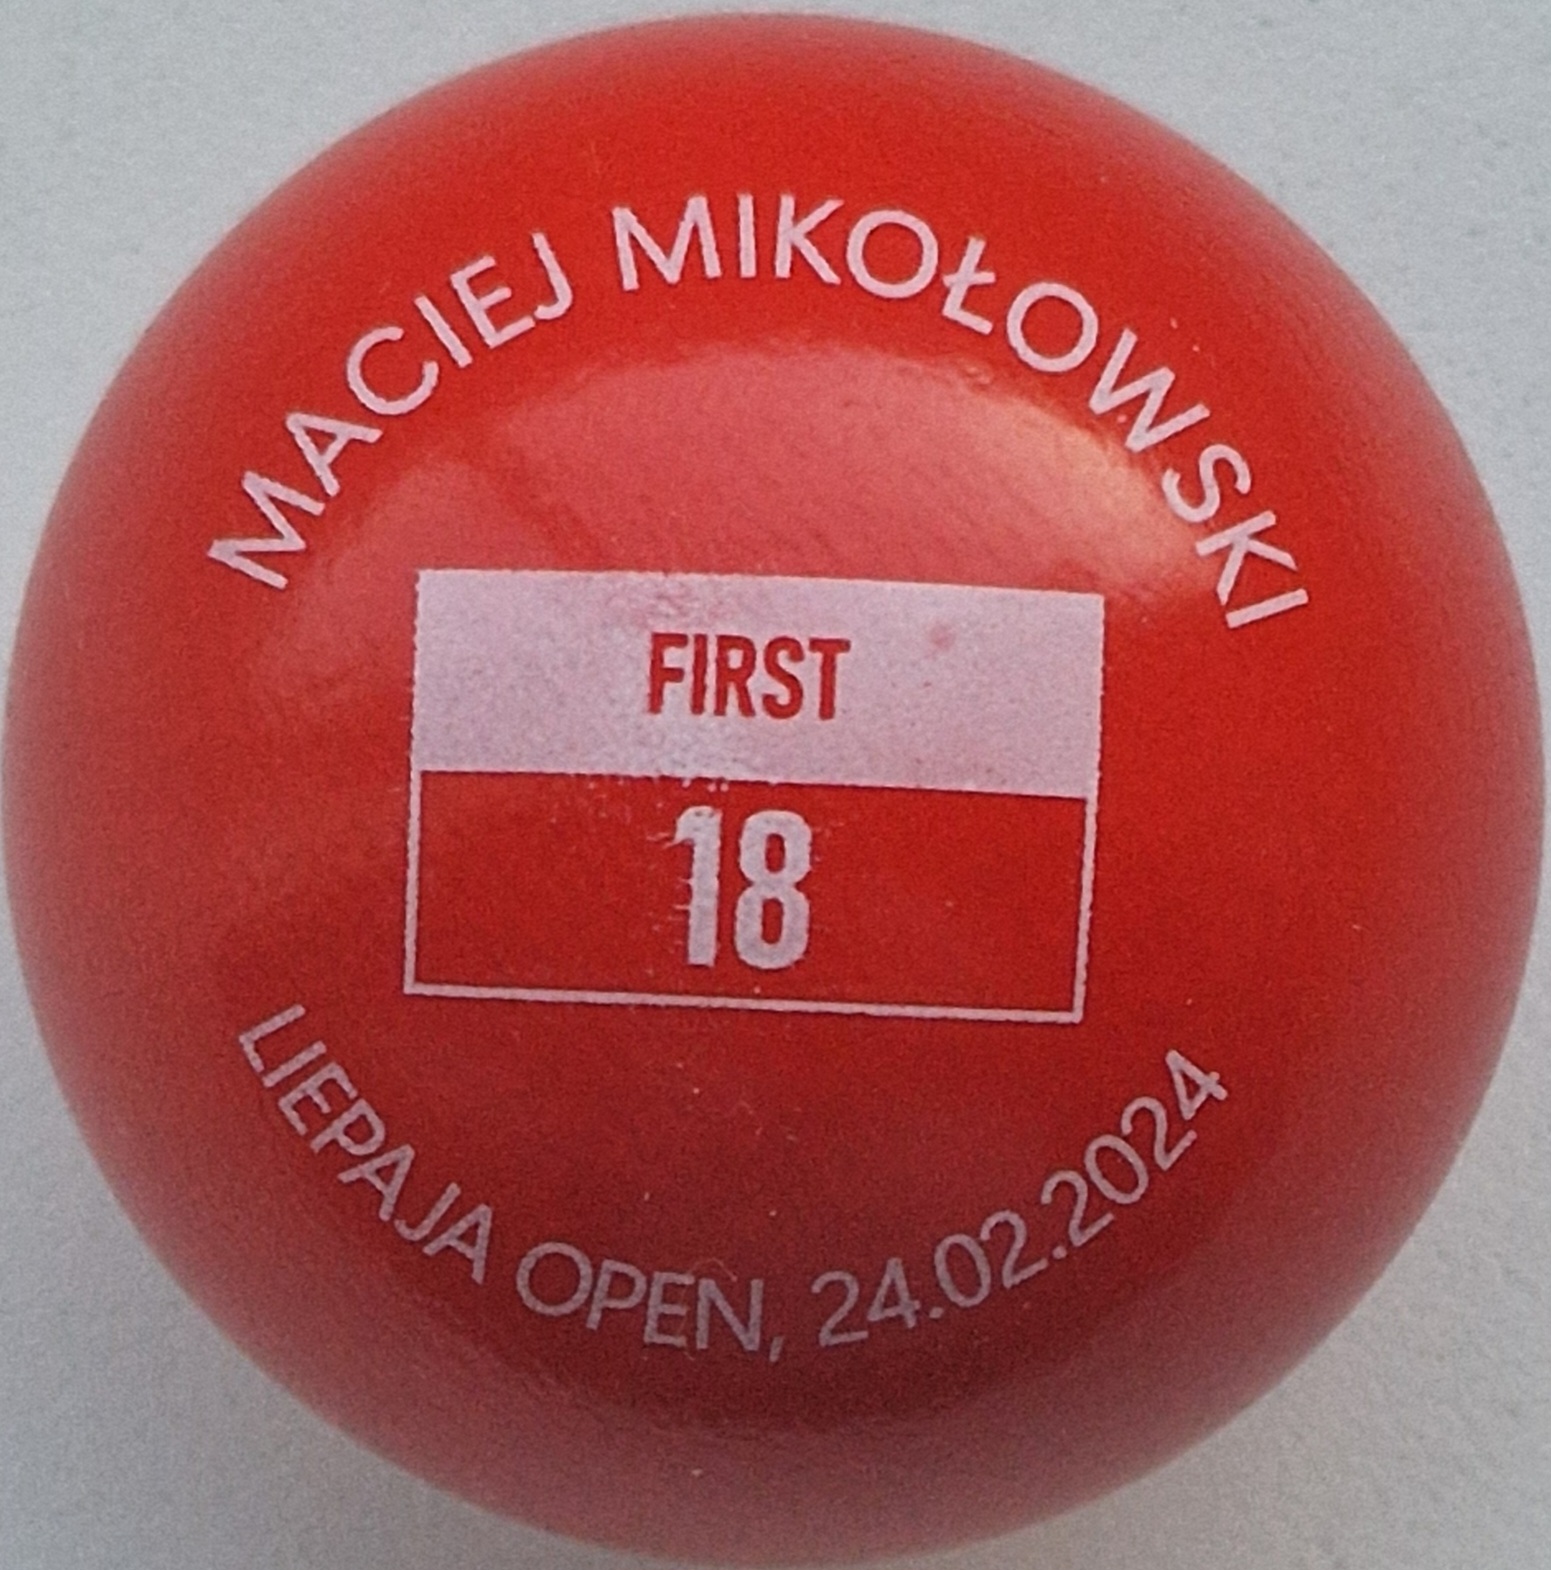 MACIEJ MIKOŁOWSKI
FIRST
18
LIEPAJA OPEN, 24.02.2024